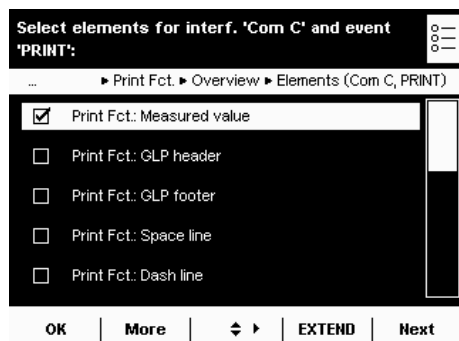 Select elements for interf. 'Com C' and event
'PRINT':
... ▸ Print Fct. ▸ Overview ▸ Elements (Com C, PRINT)
Print Fct.: Measured value
Print Fct.: GLP header
Print Fct.: GLP footer
Print Fct.: Space line
Print Fct.: Dash line
OK More EXTEND Next